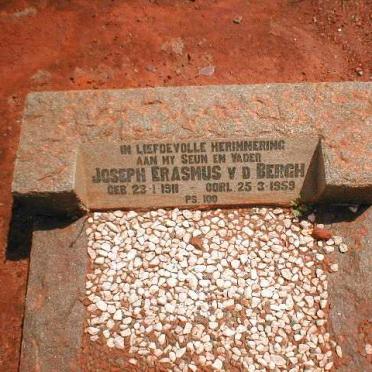 IN LIEFDEVOLLE HERINNERING
AAN MY SEUN EN VADER
JOSEPH ERASMUS V D BERGH
GEB 23·1·1911 OORL. 25·3·1959
PS. 100